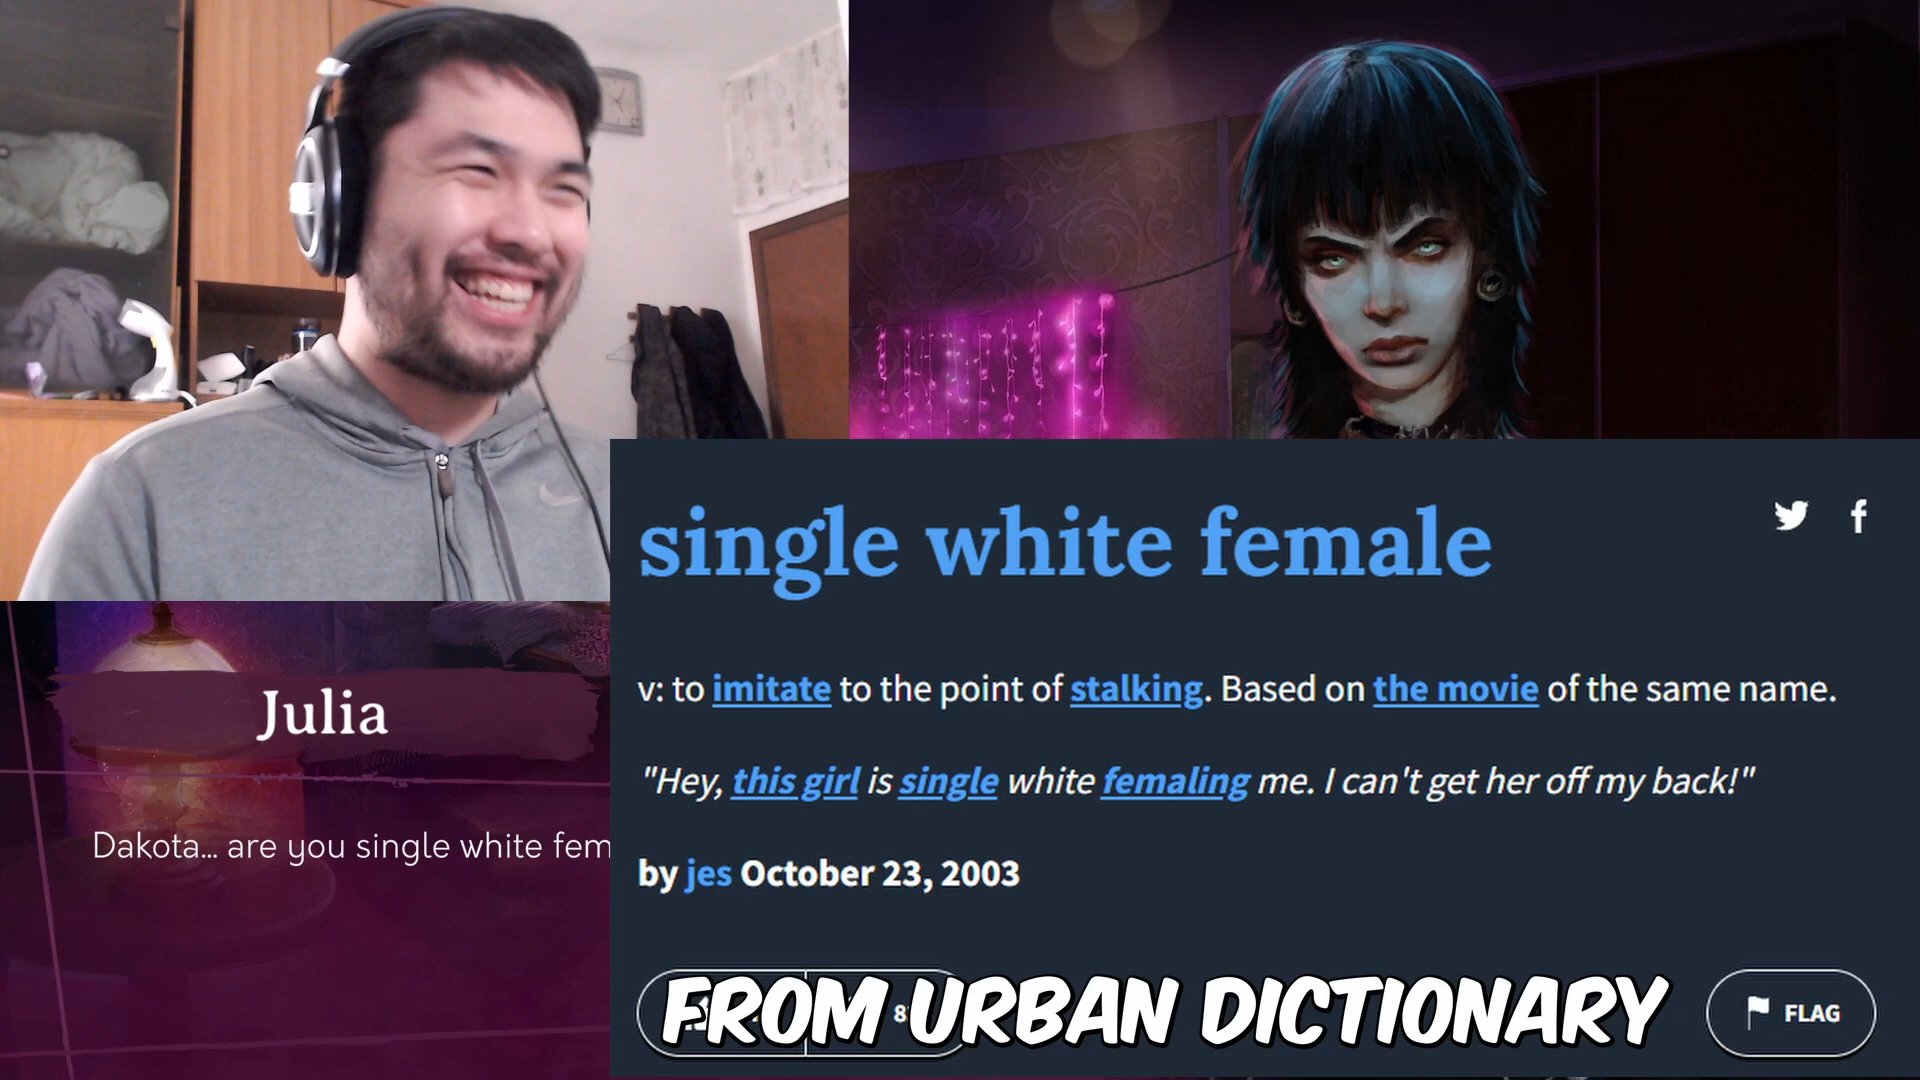 single white female
v: to imitate to the point of stalking. Based on the movie of the same name.
"Hey, this girl is single white femaling me. I can't get her off my back!"
by jes October 23, 2003
FLAG
FROM URBAN DICTIONARY
Julia
Dakota... are you single white fem